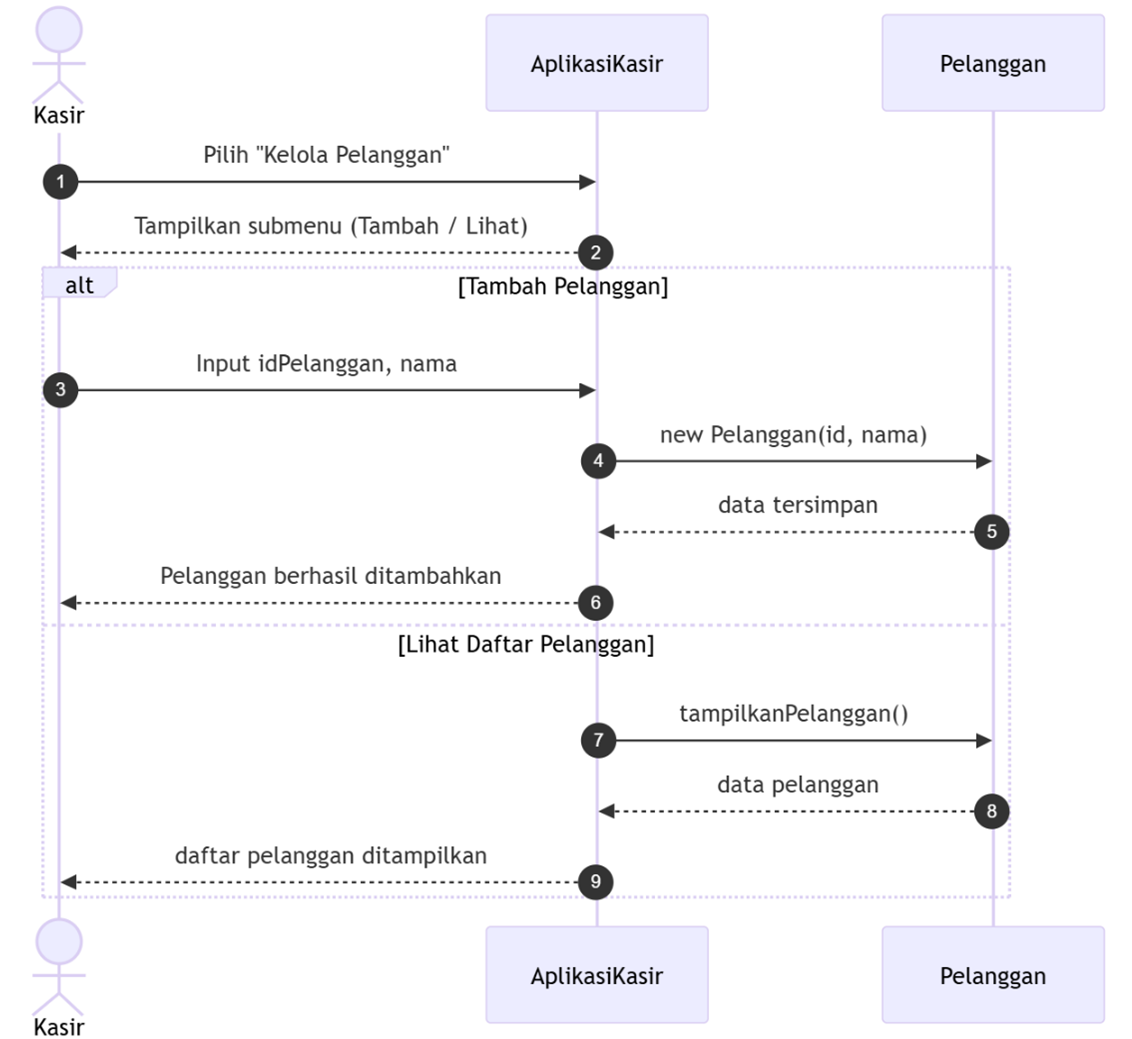 Kasir
AplikasiKasir
Pelanggan
Pilih "Kelola Pelanggan"
1
Tampilkan submenu (Tambah / Lihat)
2
alt
[Tambah Pelanggan]
Input idPelanggan, nama
3
new Pelanggan(id, nama)
4
data tersimpan
5
Pelanggan berhasil ditambahkan
6
[Lihat Daftar Pelanggan]
tampilkanPelanggan()
7
data pelanggan
8
daftar pelanggan ditampilkan
9
Kasir
AplikasiKasir
Pelanggan